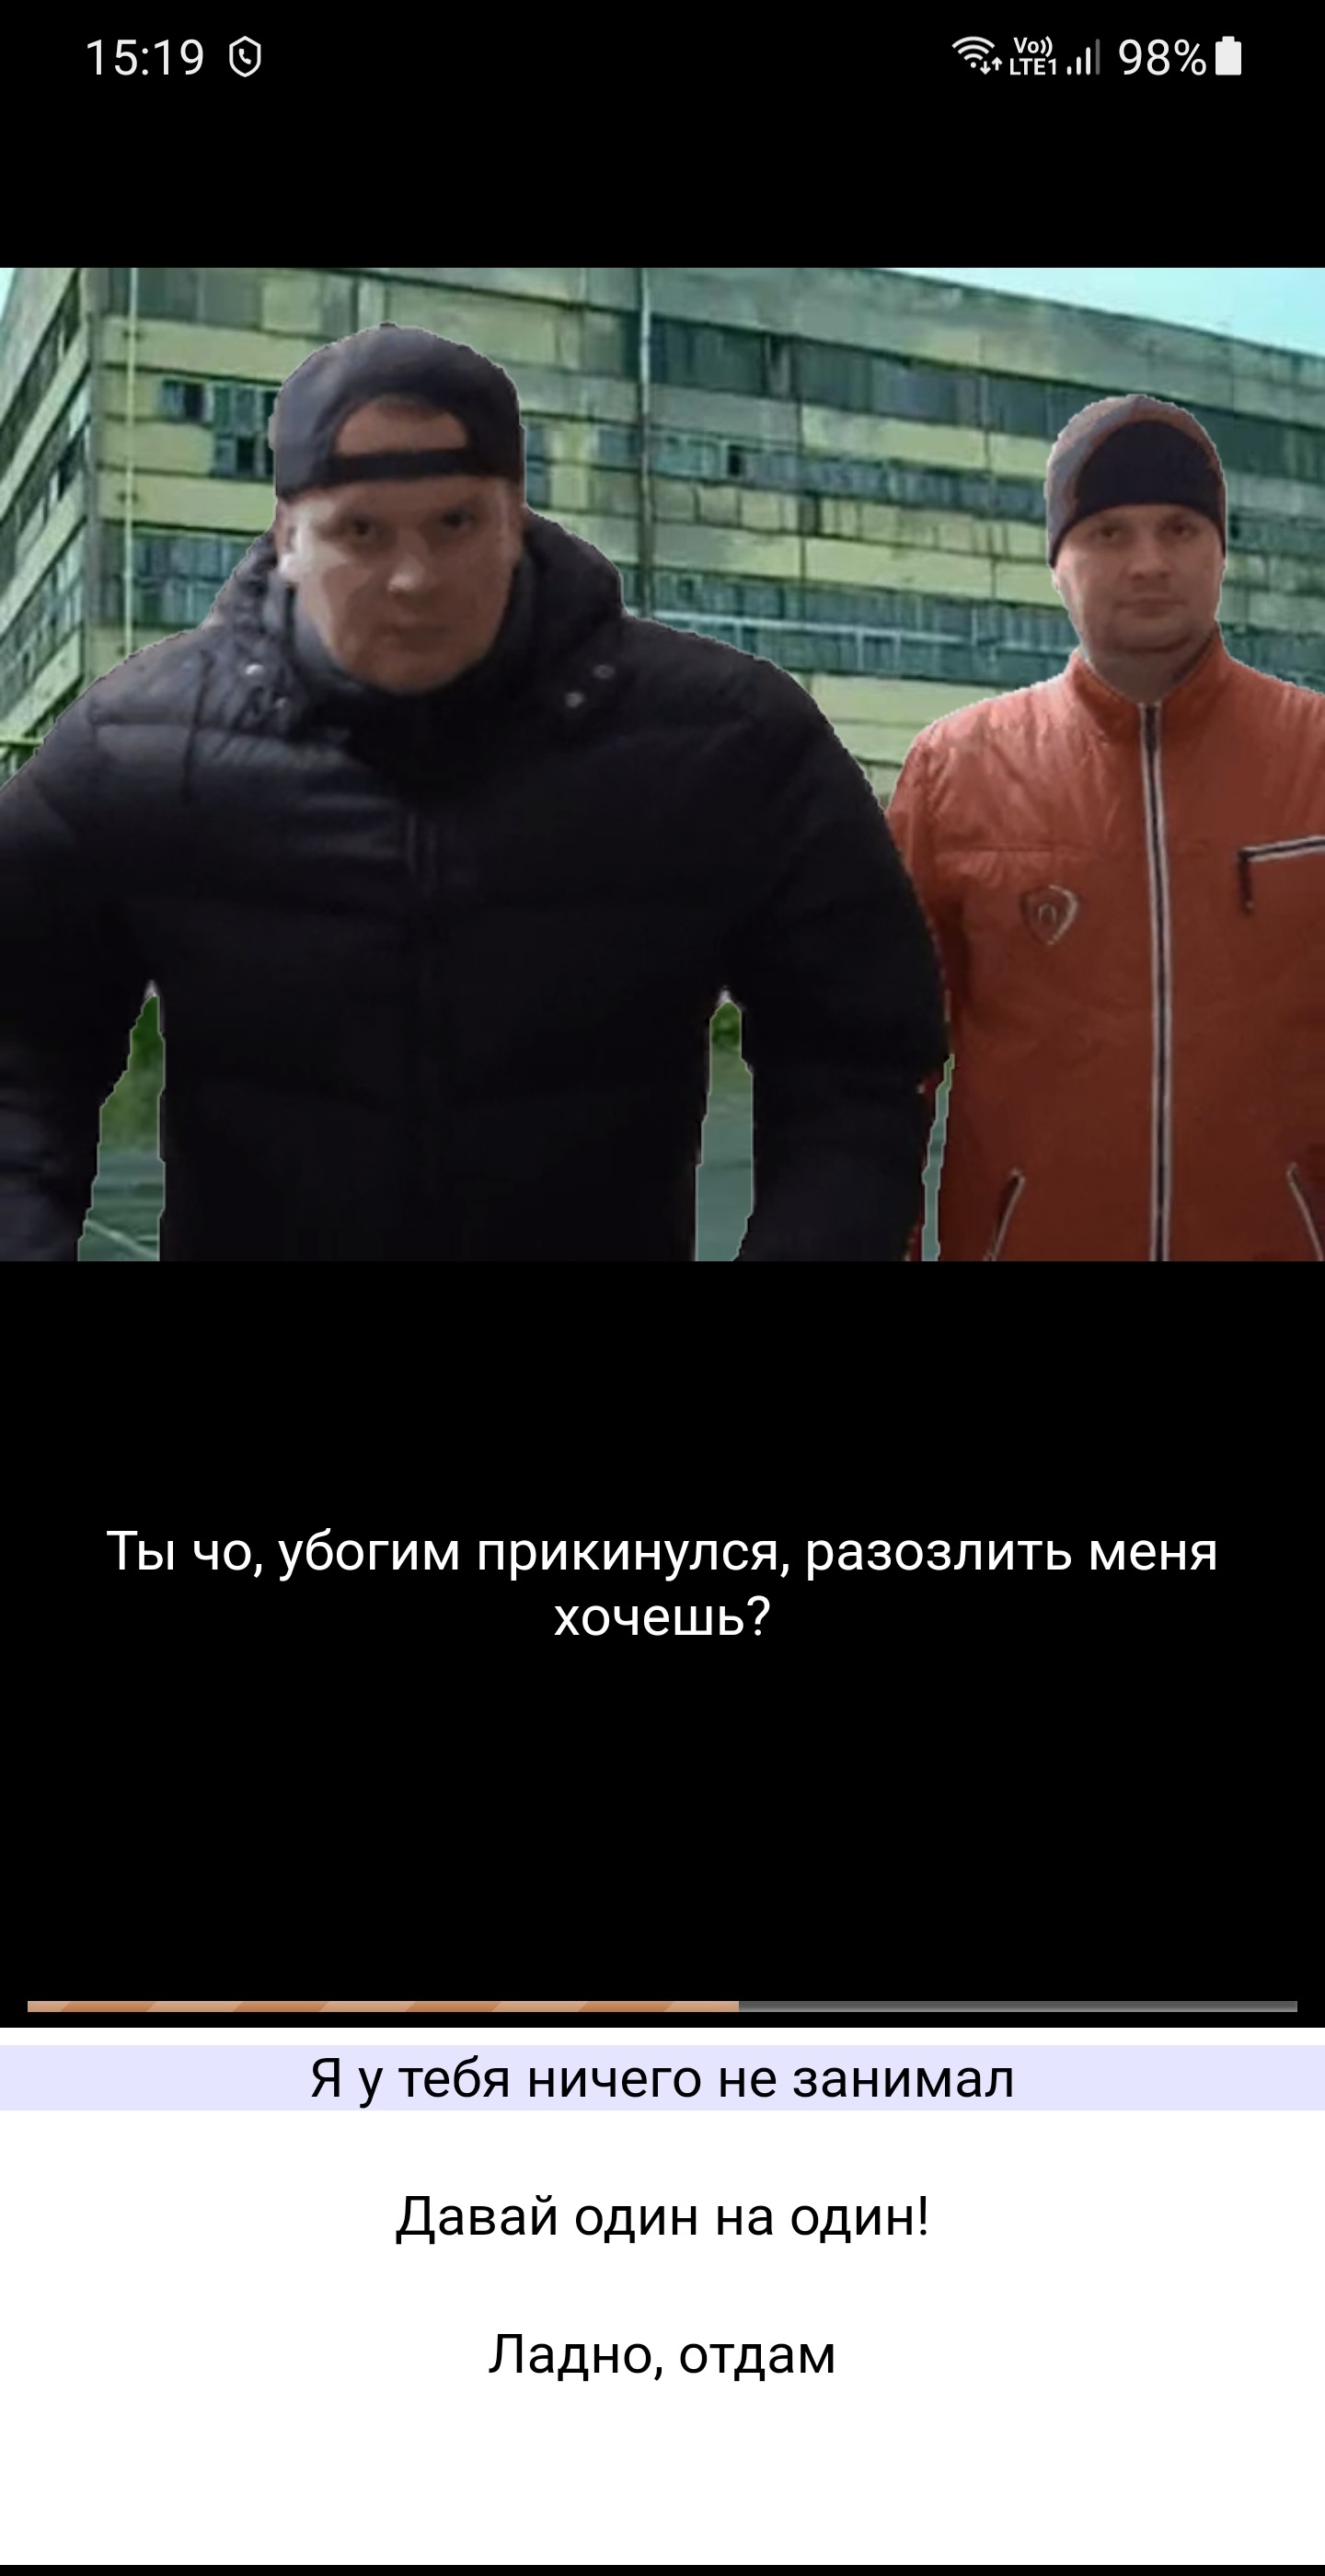 15:19
Vo)) 98%
LTE1
Ты чо, убогим прикинулся, разозлить меня
хочешь?
Я у тебя ничего не занимал
Давай один на один!
Ладно, отдам